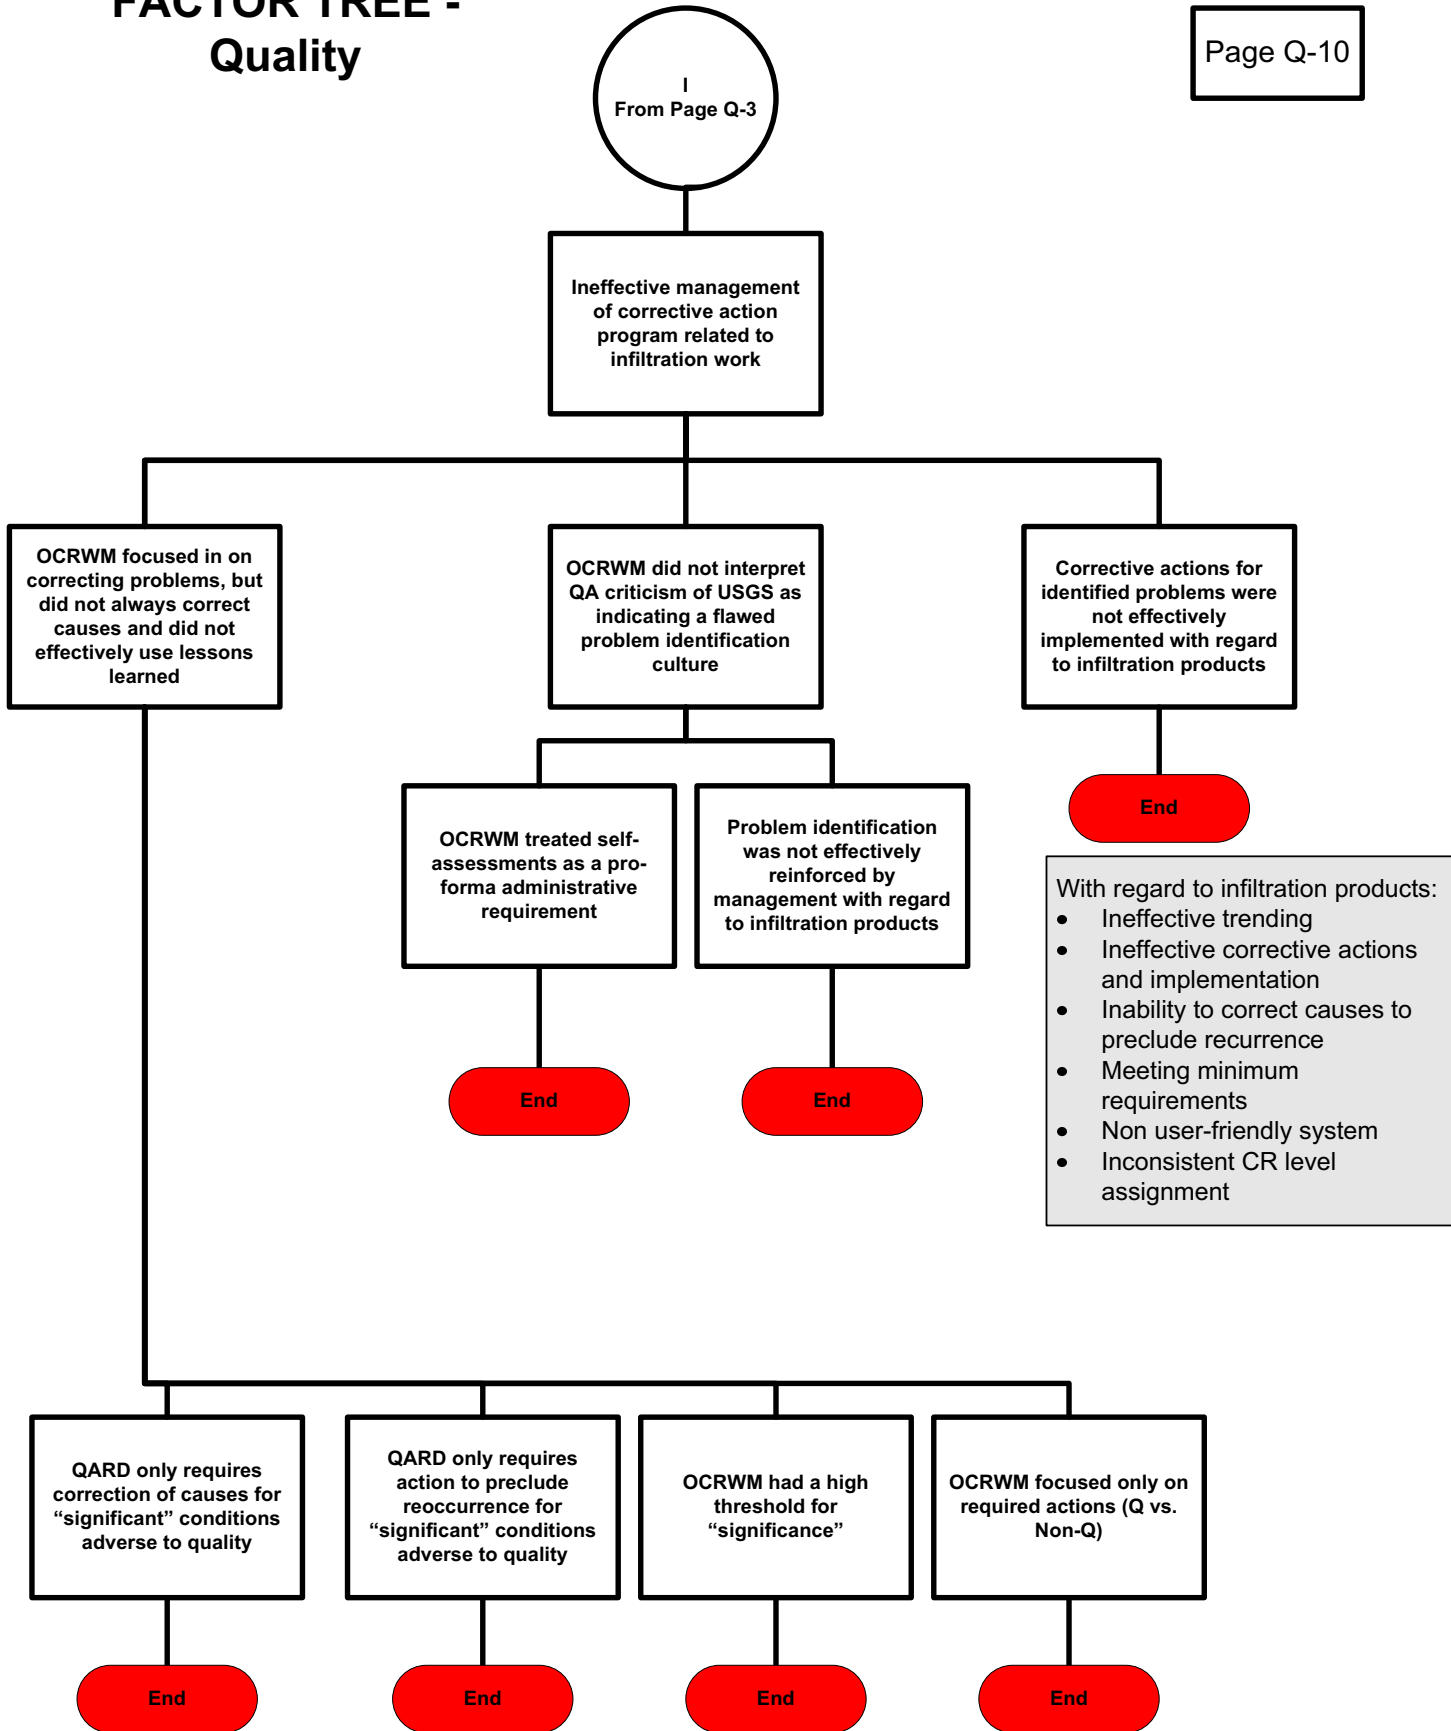 FACTOR TREE -
Quality
Page Q-10
I
From Page Q-3
Ineffective management
of corrective action
program related to
infiltration work
OCRWM focused in on
correcting problems, but
did not always correct
causes and did not
effectively use lessons
learned
OCRWM did not interpret
QA criticism of USGS as
indicating a flawed
problem identification
culture
Corrective actions for
identified problems were
not effectively
implemented with regard
to infiltration products
OCRWM treated self-
assessments as a pro-
forma administrative
requirement
Problem identification
was not effectively
reinforced by
management with regard
to infiltration products
End
With regard to infiltration products:
• Ineffective trending
• Ineffective corrective actions
and implementation
• Inability to correct causes to
preclude recurrence
• Meeting minimum
requirements
• Non user-friendly system
• Inconsistent CR level
assignment
End
End
QARD only requires
correction of causes for
“significant” conditions
adverse to quality
QARD only requires
action to preclude
reoccurrence for
“significant” conditions
adverse to quality
OCRWM had a high
threshold for
“significance”
OCRWM focused only on
required actions (Q vs.
Non-Q)
End
End
End
End